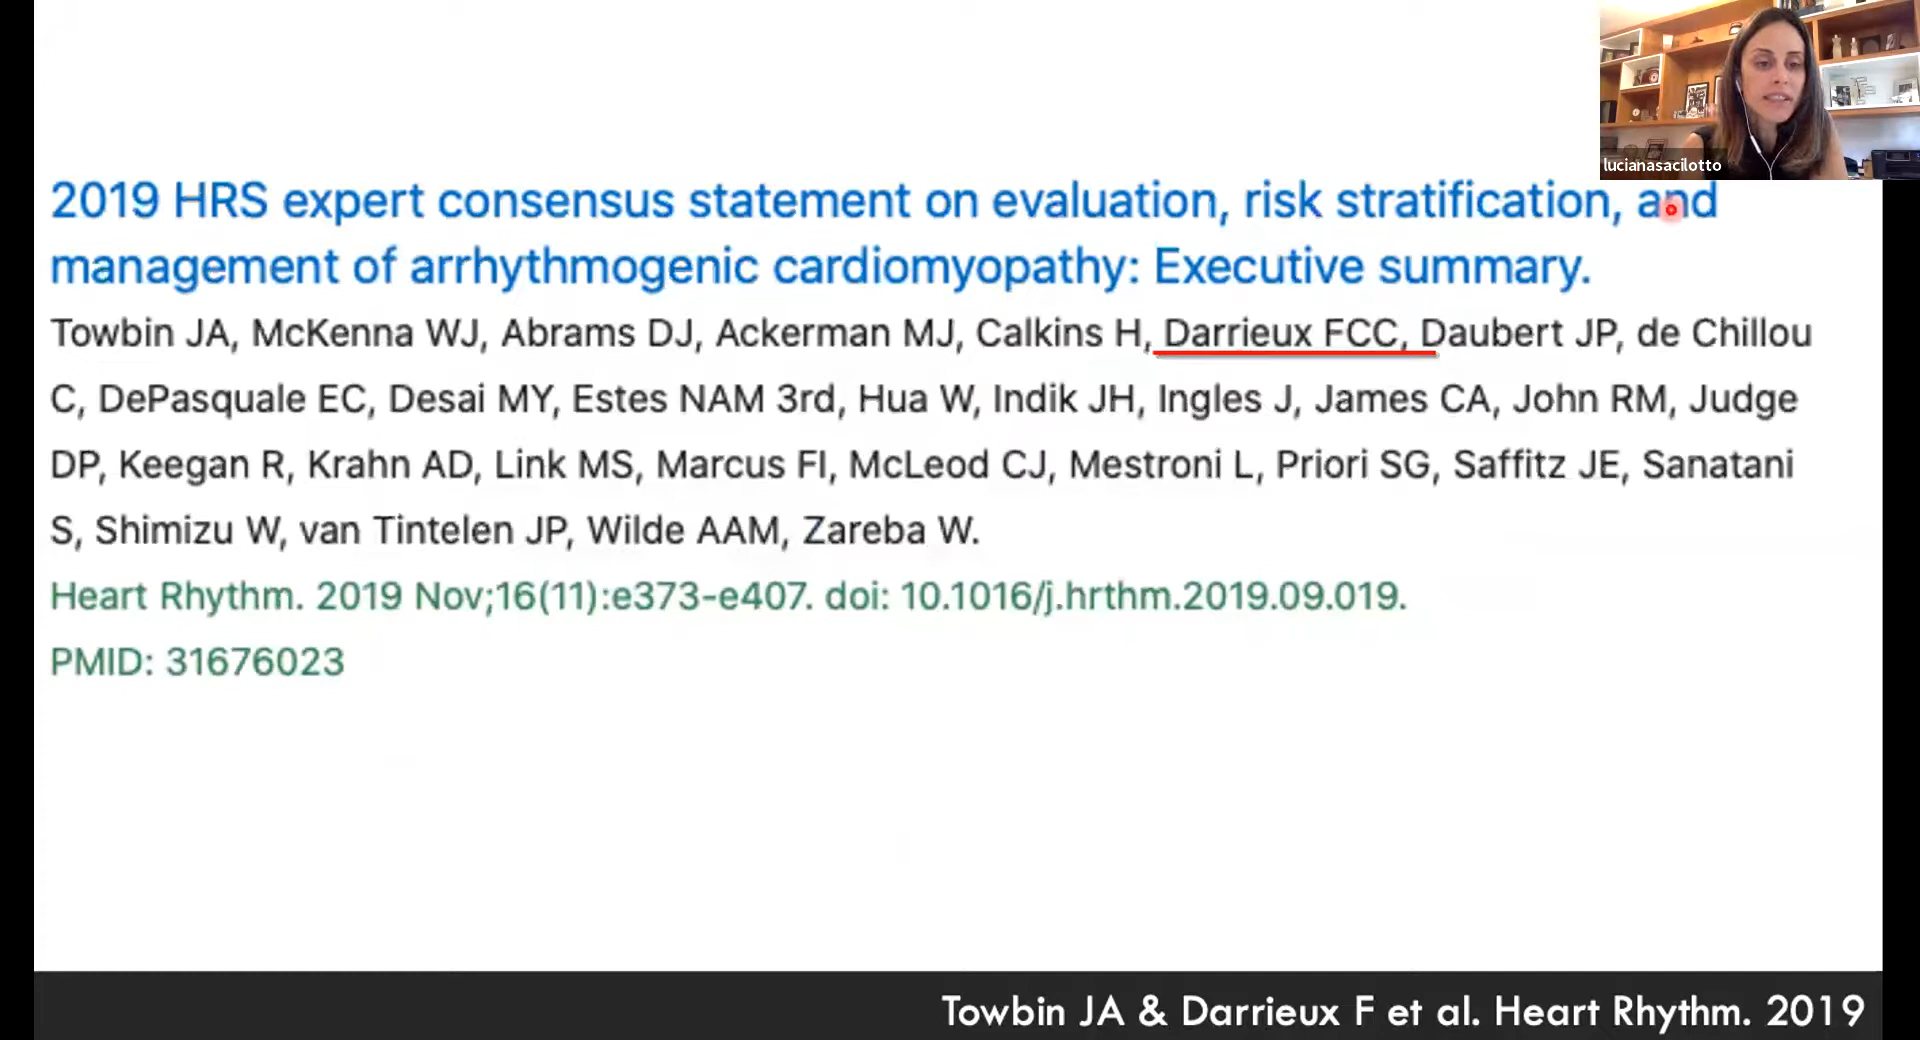 lucianasacilotto
2019 HRS expert consensus statement on evaluation, risk stratification, and
management of arrhythmogenic cardiomyopathy: Executive summary.
Towbin JA, McKenna WJ, Abrams DJ, Ackerman MJ, Calkins H, Darrieux FCC, Daubert JP, de Chillou
C, DePasquale EC, Desai MY, Estes NAM 3rd, Hua W, Indik JH, Ingles J, James CA, John RM, Judge
DP, Keegan R, Krahn AD, Link MS, Marcus FI, McLeod CJ, Mestroni L, Priori SG, Saffitz JE, Sanatani
S, Shimizu W, van Tintelen JP, Wilde AAM, Zareba W.
Heart Rhythm. 2019 Nov;16(11):e373-e407. doi: 10.1016/j.hrthm.2019.09.019.
PMID: 31676023
Towbin JA & Darrieux F et al. Heart Rhythm. 2019